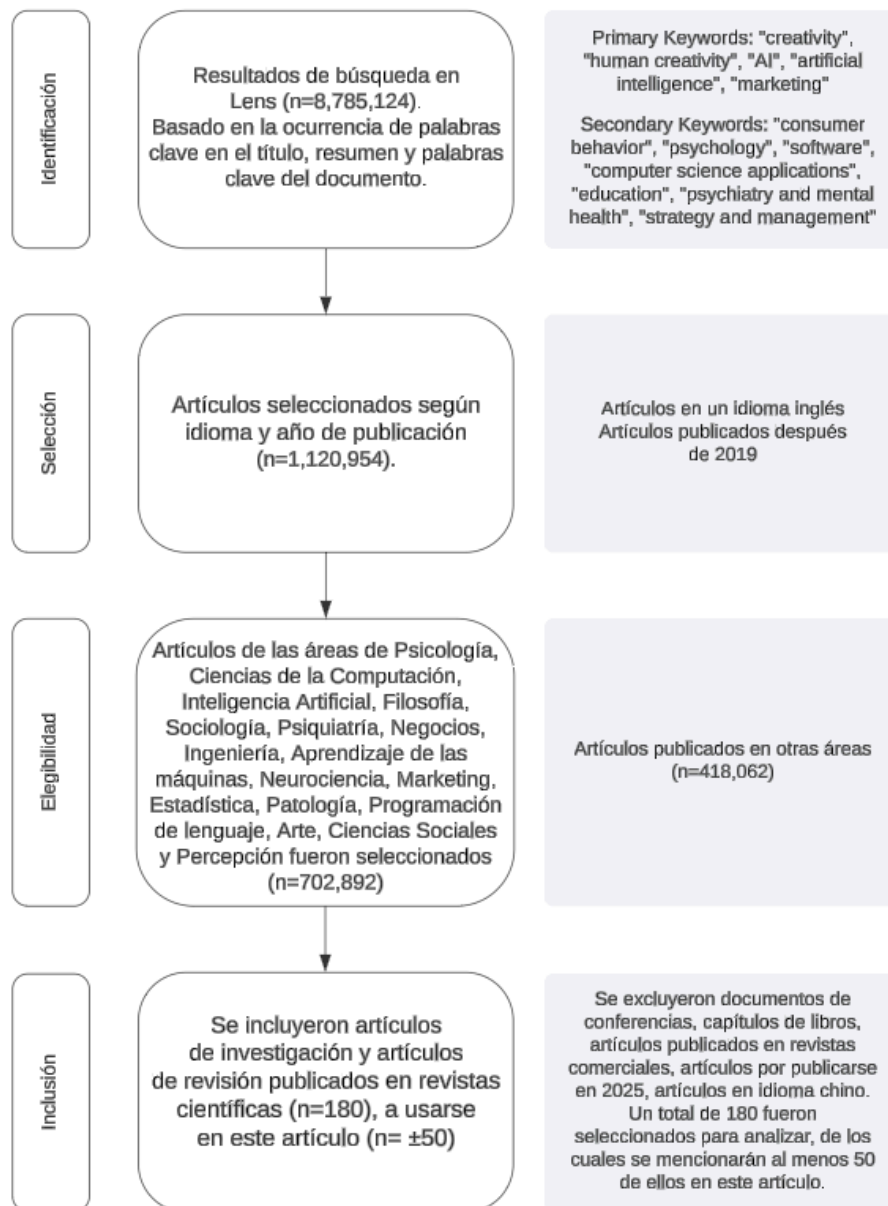 Identificación
Resultados de búsqueda en
Lens (n=8,785,124).
Basado en la ocurrencia de palabras
clave en el título, resumen y palabras
clave del documento.
Primary Keywords: "creativity",
"human creativity", "AI", "artificial
intelligence", "marketing"
Secondary Keywords: "consumer
behavior", "psychology", "software",
"computer science applications",
"education", "psychiatry and mental
health", "strategy and management"
Selección
Artículos seleccionados según
idioma y año de publicación
(n=1,120,954).
Artículos en un idioma inglés
Artículos publicados después
de 2019
Elegibilidad
Artículos de las áreas de Psicología,
Ciencias de la Computación,
Inteligencia Artificial, Filosofía,
Sociología, Psiquiatría, Negocios,
Ingeniería, Aprendizaje de las
máquinas, Neurociencia, Marketing,
Estadística, Patología, Programación
de lenguaje, Arte, Ciencias Sociales
y Percepción fueron seleccionados
(n=702,892)
Artículos publicados en otras áreas
(n=418,062)
Inclusión
Se incluyeron artículos
de investigación y artículos
de revisión publicados en revistas
científicas (n=180), a usarse
en este artículo (n= ±50)
Se excluyeron documentos de
conferencias, capítulos de libros,
artículos publicados en revistas
comerciales, artículos por publicarse
en 2025, artículos en idioma chino.
Un total de 180 fueron
seleccionados para analizar, de los
cuales se mencionarán al menos 50
de ellos en este artículo.